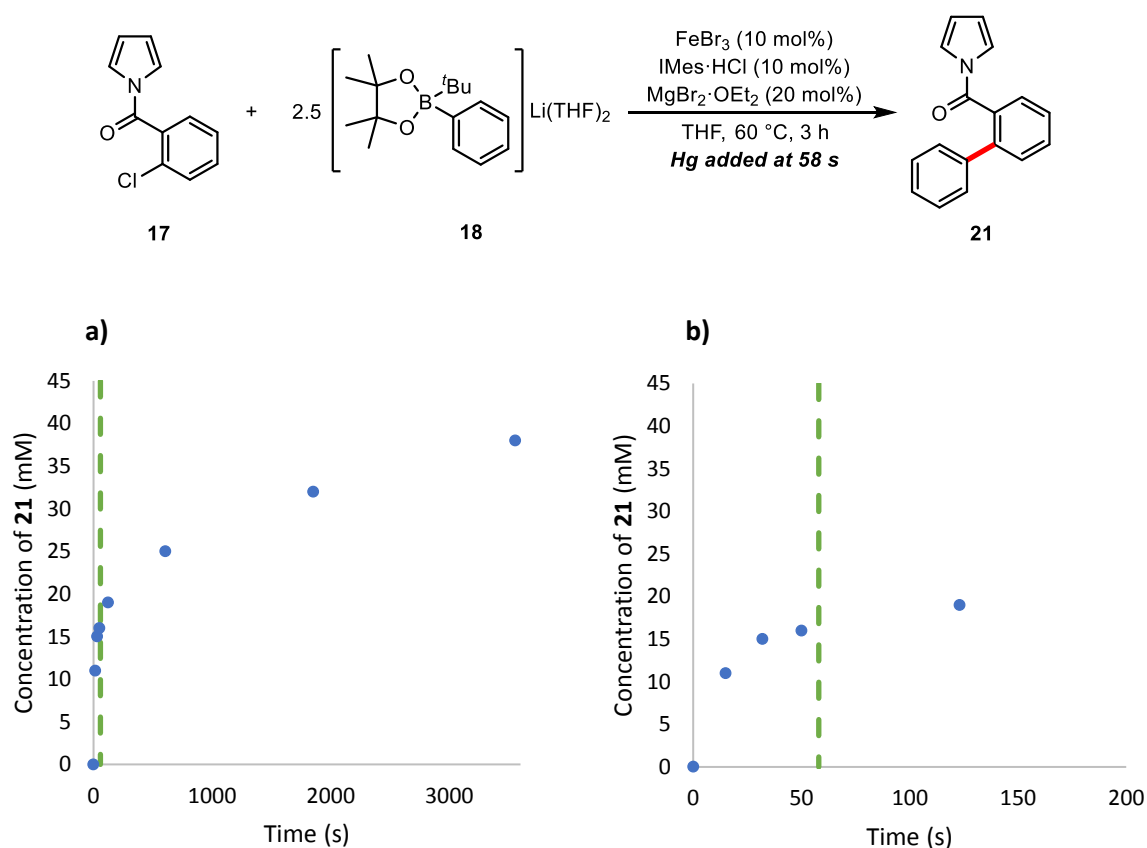 FeBr3 (10 mol%)
IMes·HCl (10 mol%)
MgBr2·OEt2 (20 mol%)
THF, 60 °C, 3 h
Hg added at 58 s
N
O
Cl
17
+
2.5
O
B
O
tBu
Li(THF)2
18
N
O
21
a)
Concentration of 21 (mM)
45
40
35
30
25
20
15
10
5
0
0 1000 2000 3000
Time (s)
b)
Concentration of 21 (mM)
45
40
35
30
25
20
15
10
5
0
0 50 100 150 200
Time (s)